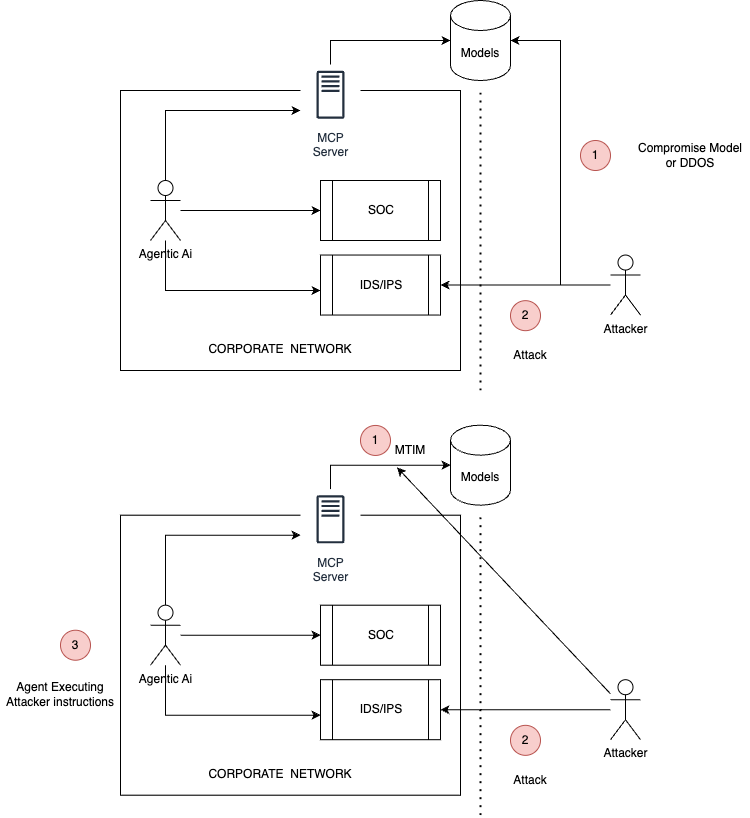 Models
MCP
Server
1
Compromise Model
or DDOS
SOC
Agentic Ai
IDS/IPS
2
Attacker
CORPORATE NETWORK
Attack
1
MTIM
Models
MCP
Server
SOC
3
Agentic Ai
Agent Executing
Attacker instructions
IDS/IPS
2
Attacker
CORPORATE NETWORK
Attack